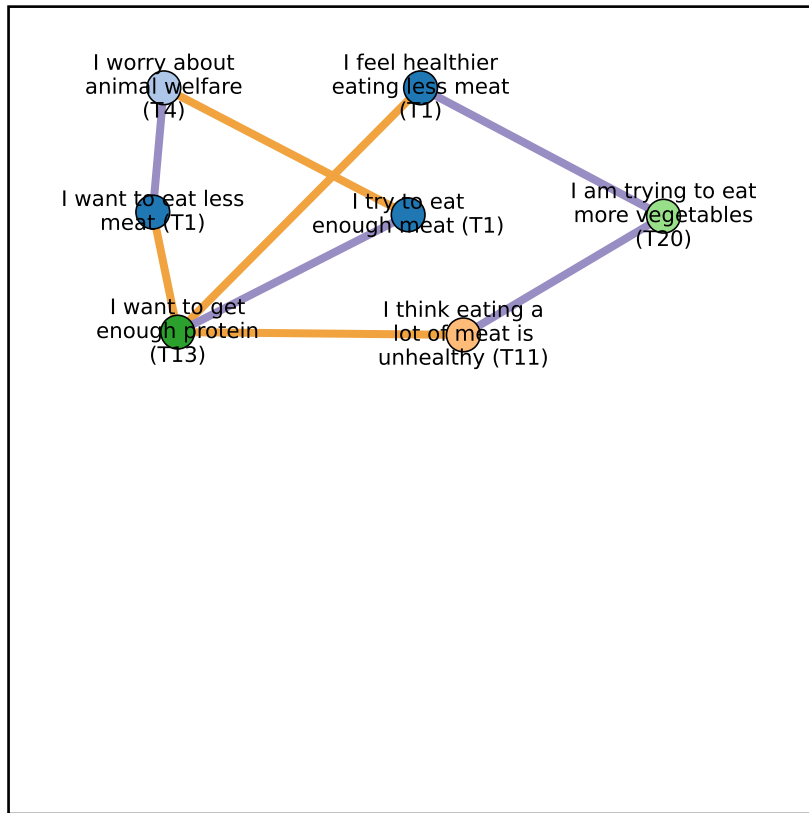 I worry about
animal welfare
(T4)
I feel healthier
eating less meat
(T1)
I want to eat less
meat (T1)
I try to eat
enough meat (T1)
I am trying to eat
more vegetables
(T20)
I want to get
enough protein
(T13)
I think eating a
lot of meat is
unhealthy (T11)